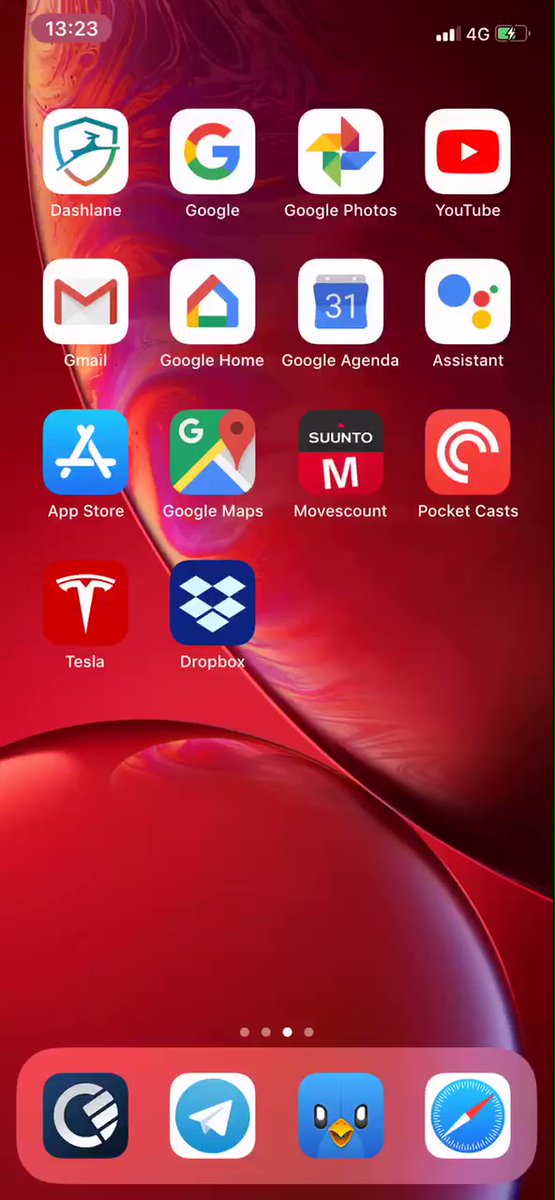 13:23
4G
Dashlane
Google
Google Photos
YouTube
31
Gmail
Google Home
Google Agenda
Assistant
G
SUUNTO
M
App Store
Google Maps
Movescount
Pocket Casts
Tesla
Dropbox